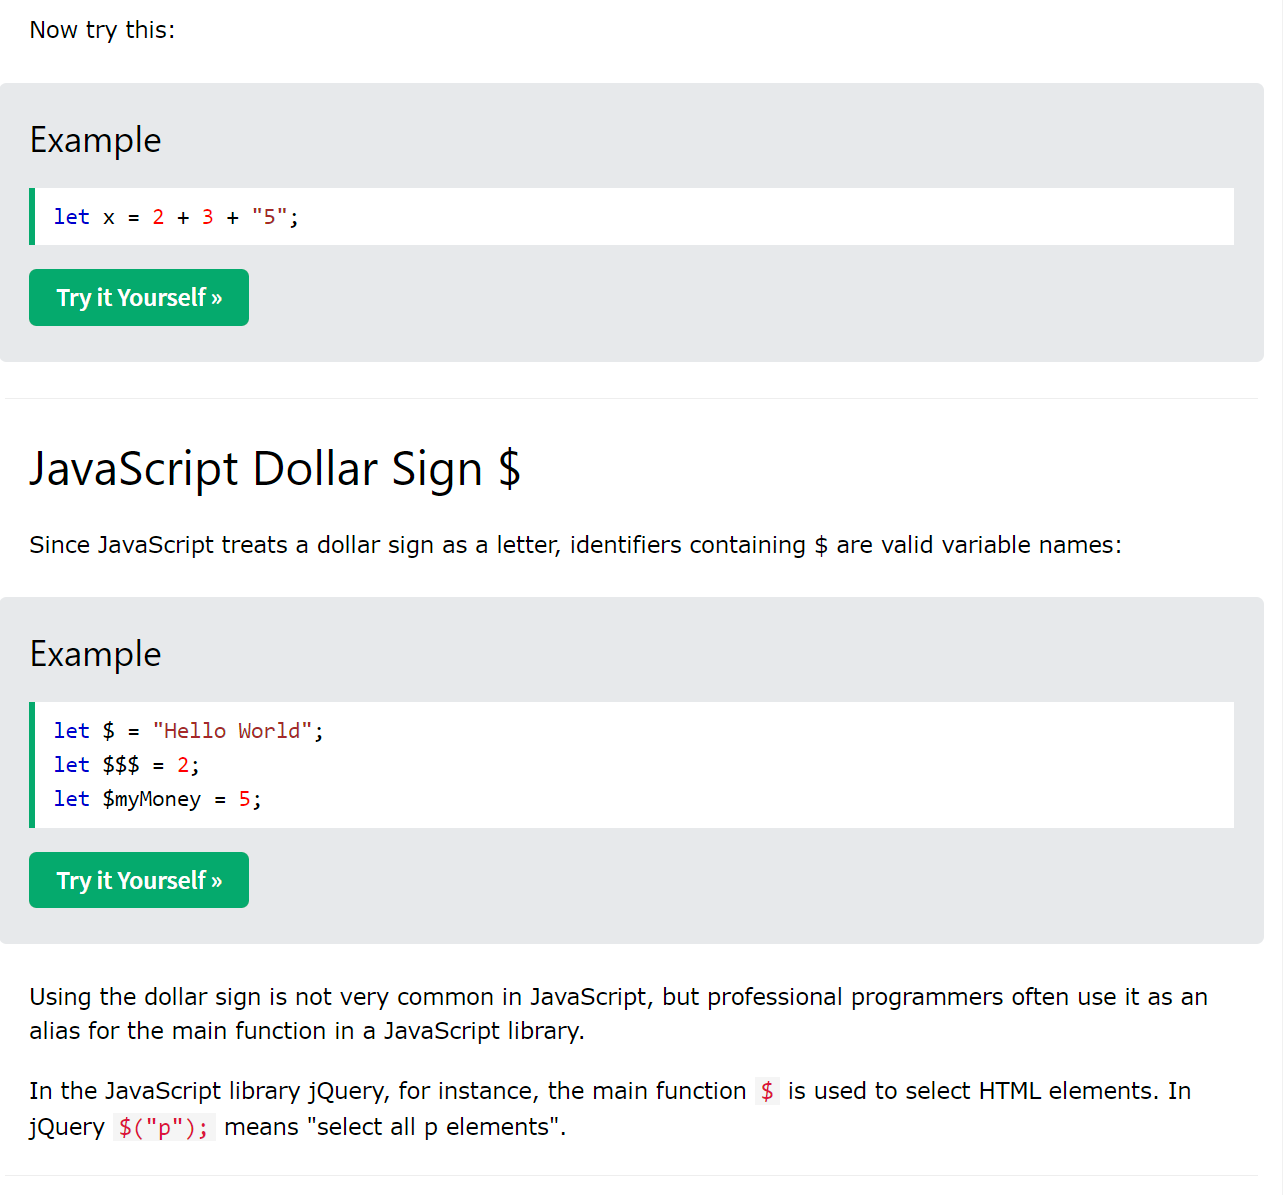 Now try this:
Example
let x = 2 + 3 + "5";
Try it Yourself »
JavaScript Dollar Sign $
Since JavaScript treats a dollar sign as a letter, identifiers containing $ are valid variable names:
Example
let $ = "Hello World";
let $$$ = 2;
let $myMoney = 5;
Try it Yourself »
Using the dollar sign is not very common in JavaScript, but professional programmers often use it as an
alias for the main function in a JavaScript library.
In the JavaScript library jQuery, for instance, the main function $ is used to select HTML elements. In
jQuery $("p"); means "select all p elements".